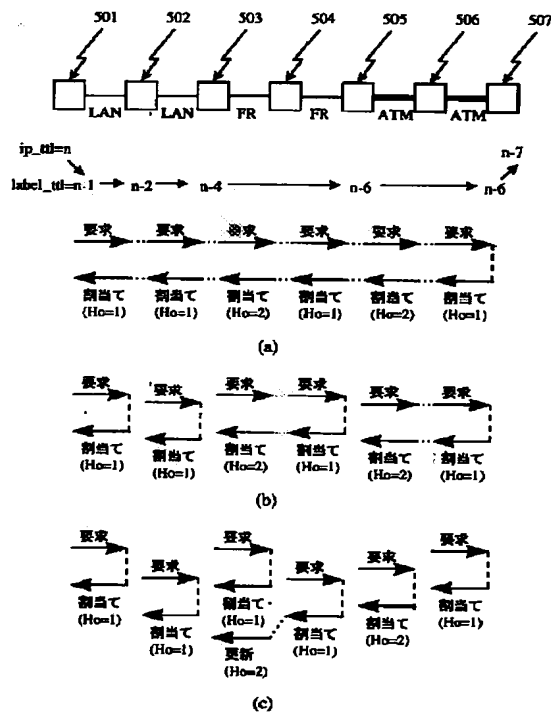 501 502 503 504 505 506 507
LAN LAN FR FR ATM ATM
ip_ttl=n
n-7
label_ttl=n-1 n-2 n-4 n-6 n-6
要求 要求 要求 要求 要求 要求
割当て 割当て 割当て 割当て 割当て 割当て
(Ho=1) (Ho=1) (Ho=2) (Ho=1) (Ho=2) (Ho=1)
(a)
要求 要求 要求 要求 要求 要求
割当て 割当て 割当て 割当て 割当て 割当て
(Ho=1) (Ho=1) (Ho=2) (Ho=1) (Ho=2) (Ho=1)
(b)
要求 要求 要求
要求 要求 要求
割当て 割当て 割当て
(Ho=1) (Ho=1) (Ho=1)
割当て 割当て 割当て
(Ho=1) (Ho=1) (Ho=2)
更新
(Ho=2)
(c)